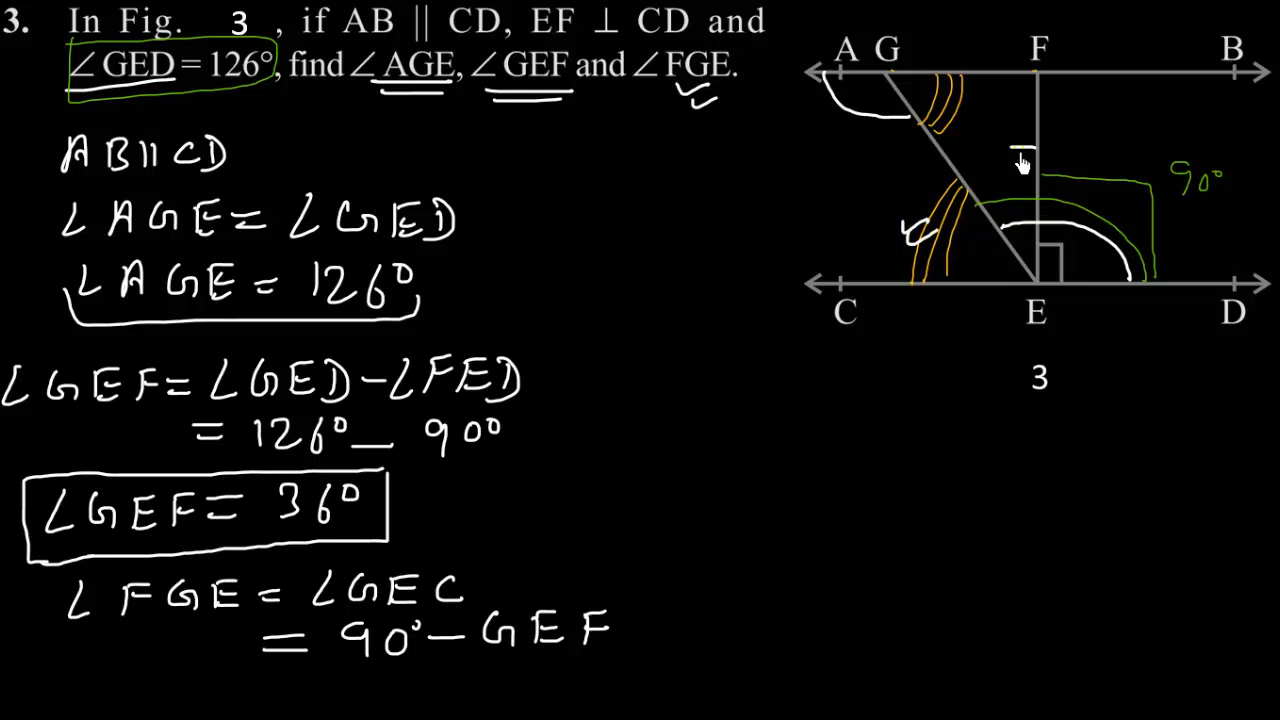 3. In Fig. 3 , if AB || CD, EF ⊥ CD and
∠GED = 126°, find ∠AGE, ∠GEF and ∠FGE.
AB || CD
∠AGE = ∠GED
∠AGE = 126°
∠GEF = ∠GED - ∠FED
= 126° - 90°
∠GEF = 36°
∠FGE = ∠GEC
= 90° - GEF
A G F B
90°
C E D
3